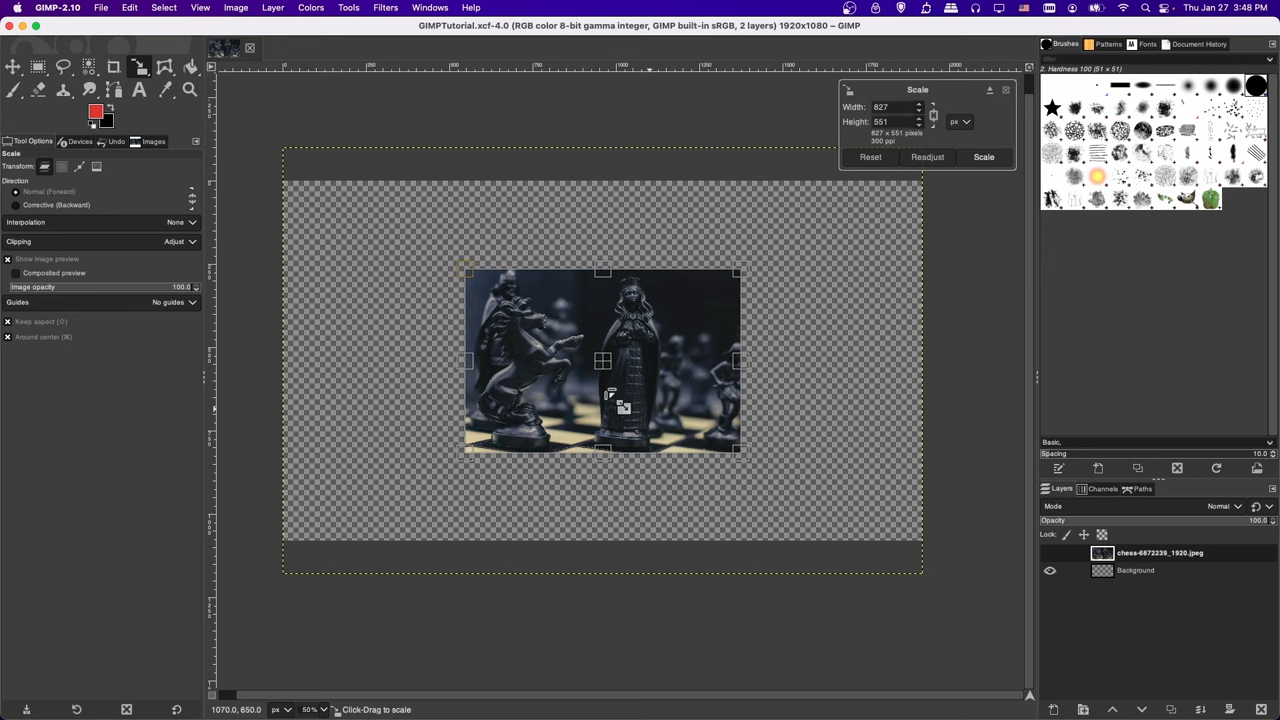 GIMP-2.10 File Edit Select View Image Layer Colors Tools Filters Windows Help Thu Jan 27 3:48 PM
GIMPTutorial.xcf-4.0 (RGB color 8-bit gamma integer, GIMP built-in sRGB, 2 layers) 1920x1080 – GIMP
Brushes Patterns Fonts Document History
filter
2. Hardness 100 (51 × 51)
Scale
Width: 827
Height: 551 px
827 × 551 pixels
300 ppi
Reset Readjust Scale
Tool Options Devices Undo Images
Scale
Transform:
Direction
Normal (Forward)
Corrective (Backward)
Interpolation None
Clipping Adjust
Show image preview
Composited preview
Image opacity 100.0
Guides No guides
Keep aspect (⇧)
Around center (⌘)
Basic,
Spacing 10.0
Layers Channels Paths
Mode Normal
Opacity 100.0
Lock:
chess-6872239_1920.jpeg
Background
1070.0, 650.0 px 50% Click-Drag to scale